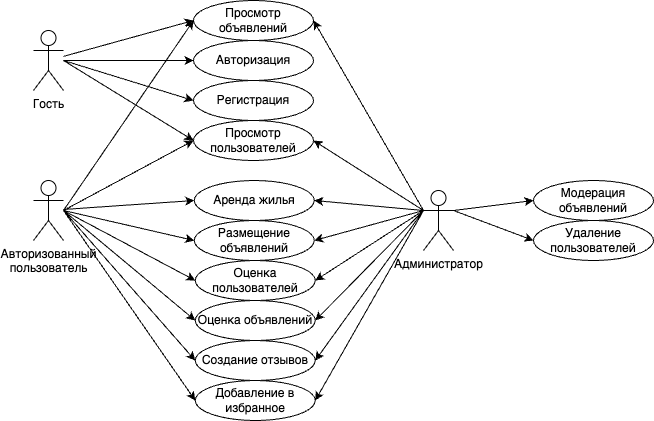 Просмотр
объявлений
Гость
Авторизация
Регистрация
Просмотр
пользователей
Авторизованный
пользователь
Аренда жилья
Размещение
объявлений
Оценка
пользователей
Оценка объявлений
Создание отзывов
Добавление в
избранное
Администратор
Модерация
объявлений
Удаление
пользователей